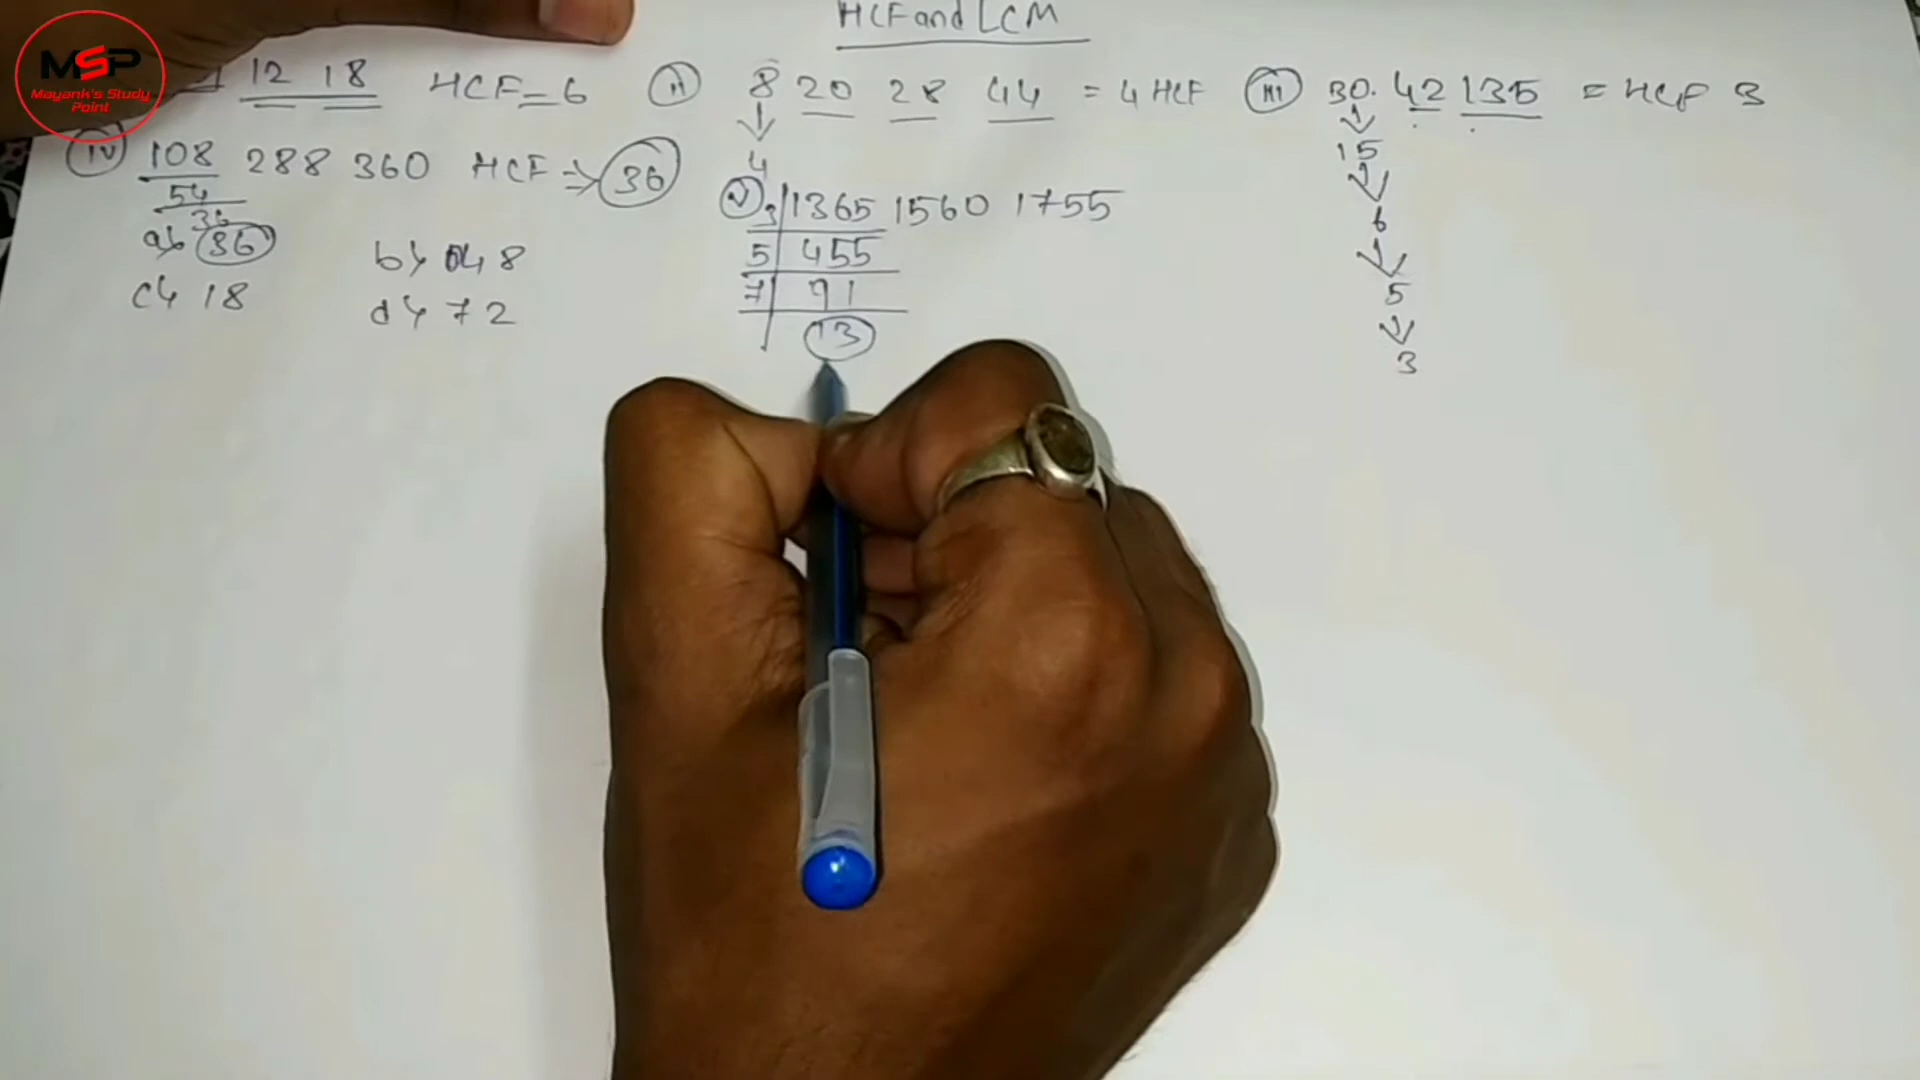 MSP
Mayank's Study
Point
HCF and LCM
12 18 HCF = 6
(II) 8 20 28 44 = 4 HCF
4
(III) 30. 42 135 = HCF 3
15
6
5
3
(IV) 108 288 360 HCF => 36
54
36
a) 36 b) 48
c) 18 d) 72
(V) 3 1365 1560 1755
5 455
7 91
13